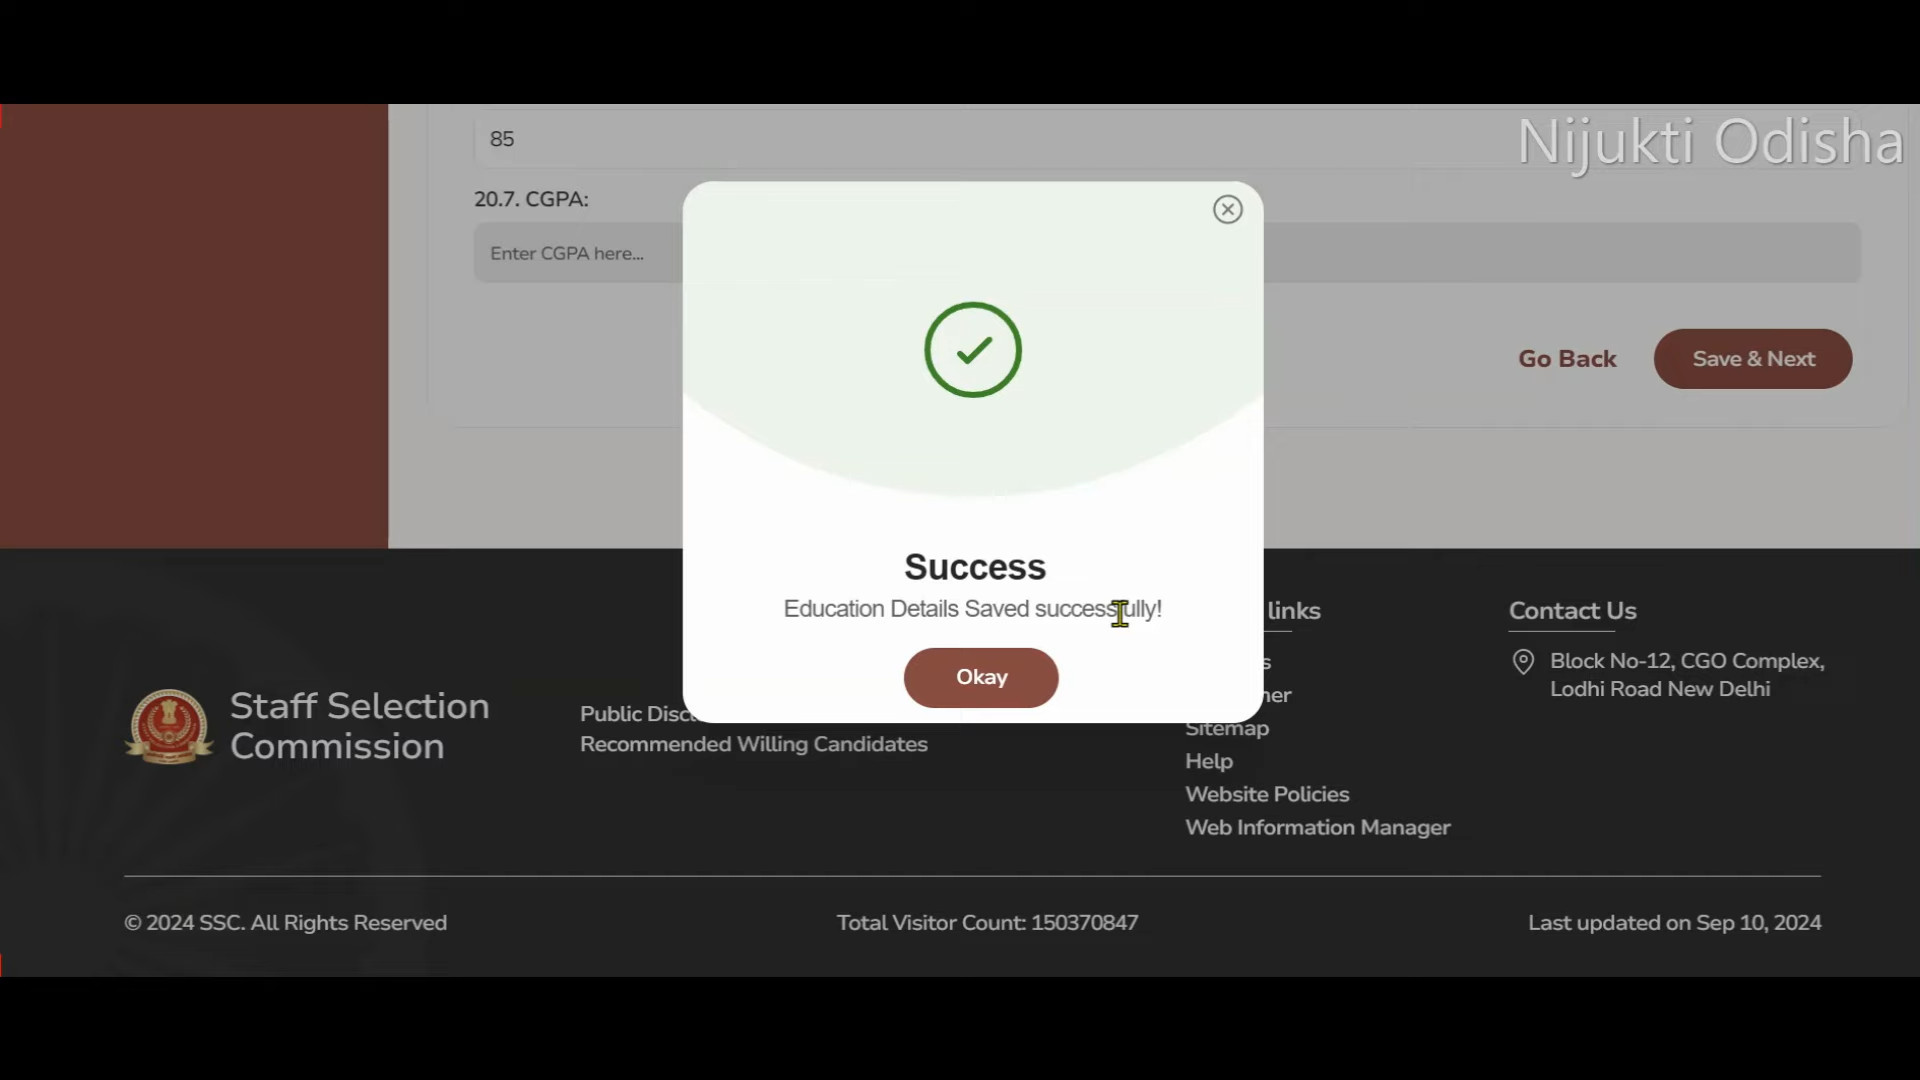 85
Nijukti Odisha
20.7. CGPA:
Enter CGPA here...
Go Back
Save & Next
Success
Education Details Saved successfully!
Okay
Staff Selection
Commission
Public
Recommended Willing Candidates
links
Sitemap
Help
Website Policies
Web Information Manager
Contact Us
Block No-12, CGO Complex,
Lodhi Road New Delhi
© 2024 SSC. All Rights Reserved
Total Visitor Count: 150370847
Last updated on Sep 10, 2024